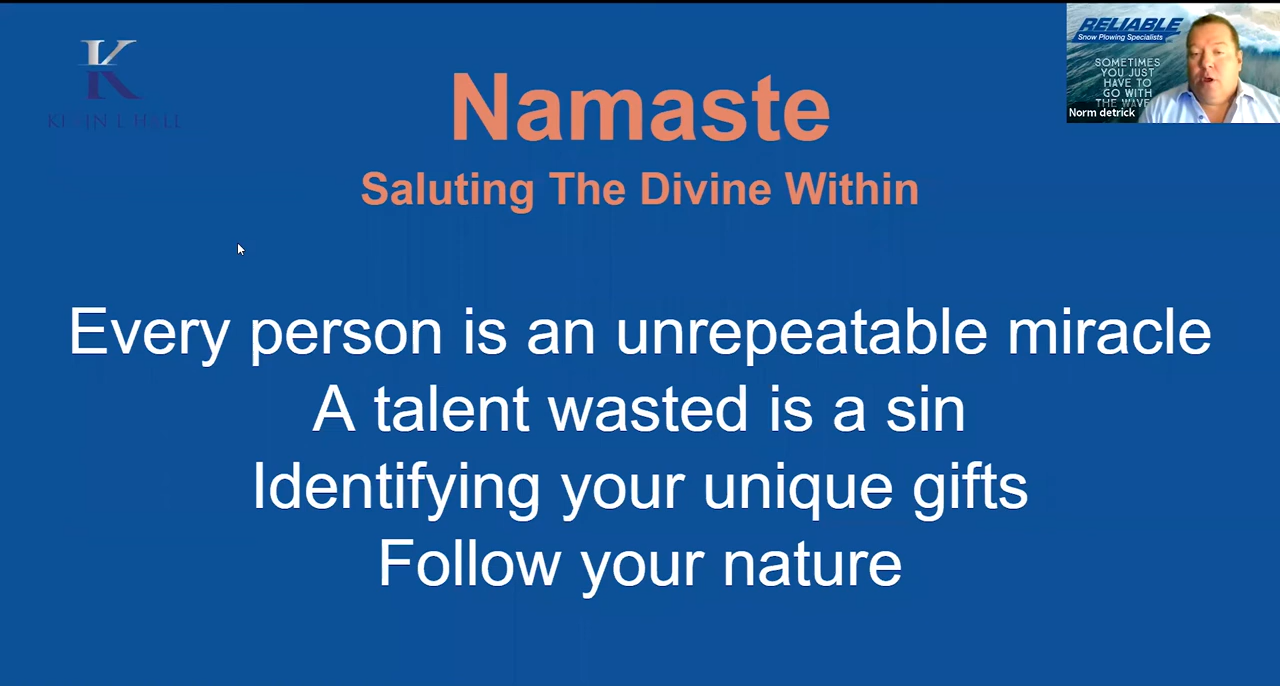 K
Namaste
Saluting The Divine Within
Every person is an unrepeatable miracle
A talent wasted is a sin
Identifying your unique gifts
Follow your nature
RELIABLE
Snow Plowing Specialists
SOMETIMES
YOU JUST
HAVE TO
GO WITH
THE WAVE
Norm detrick